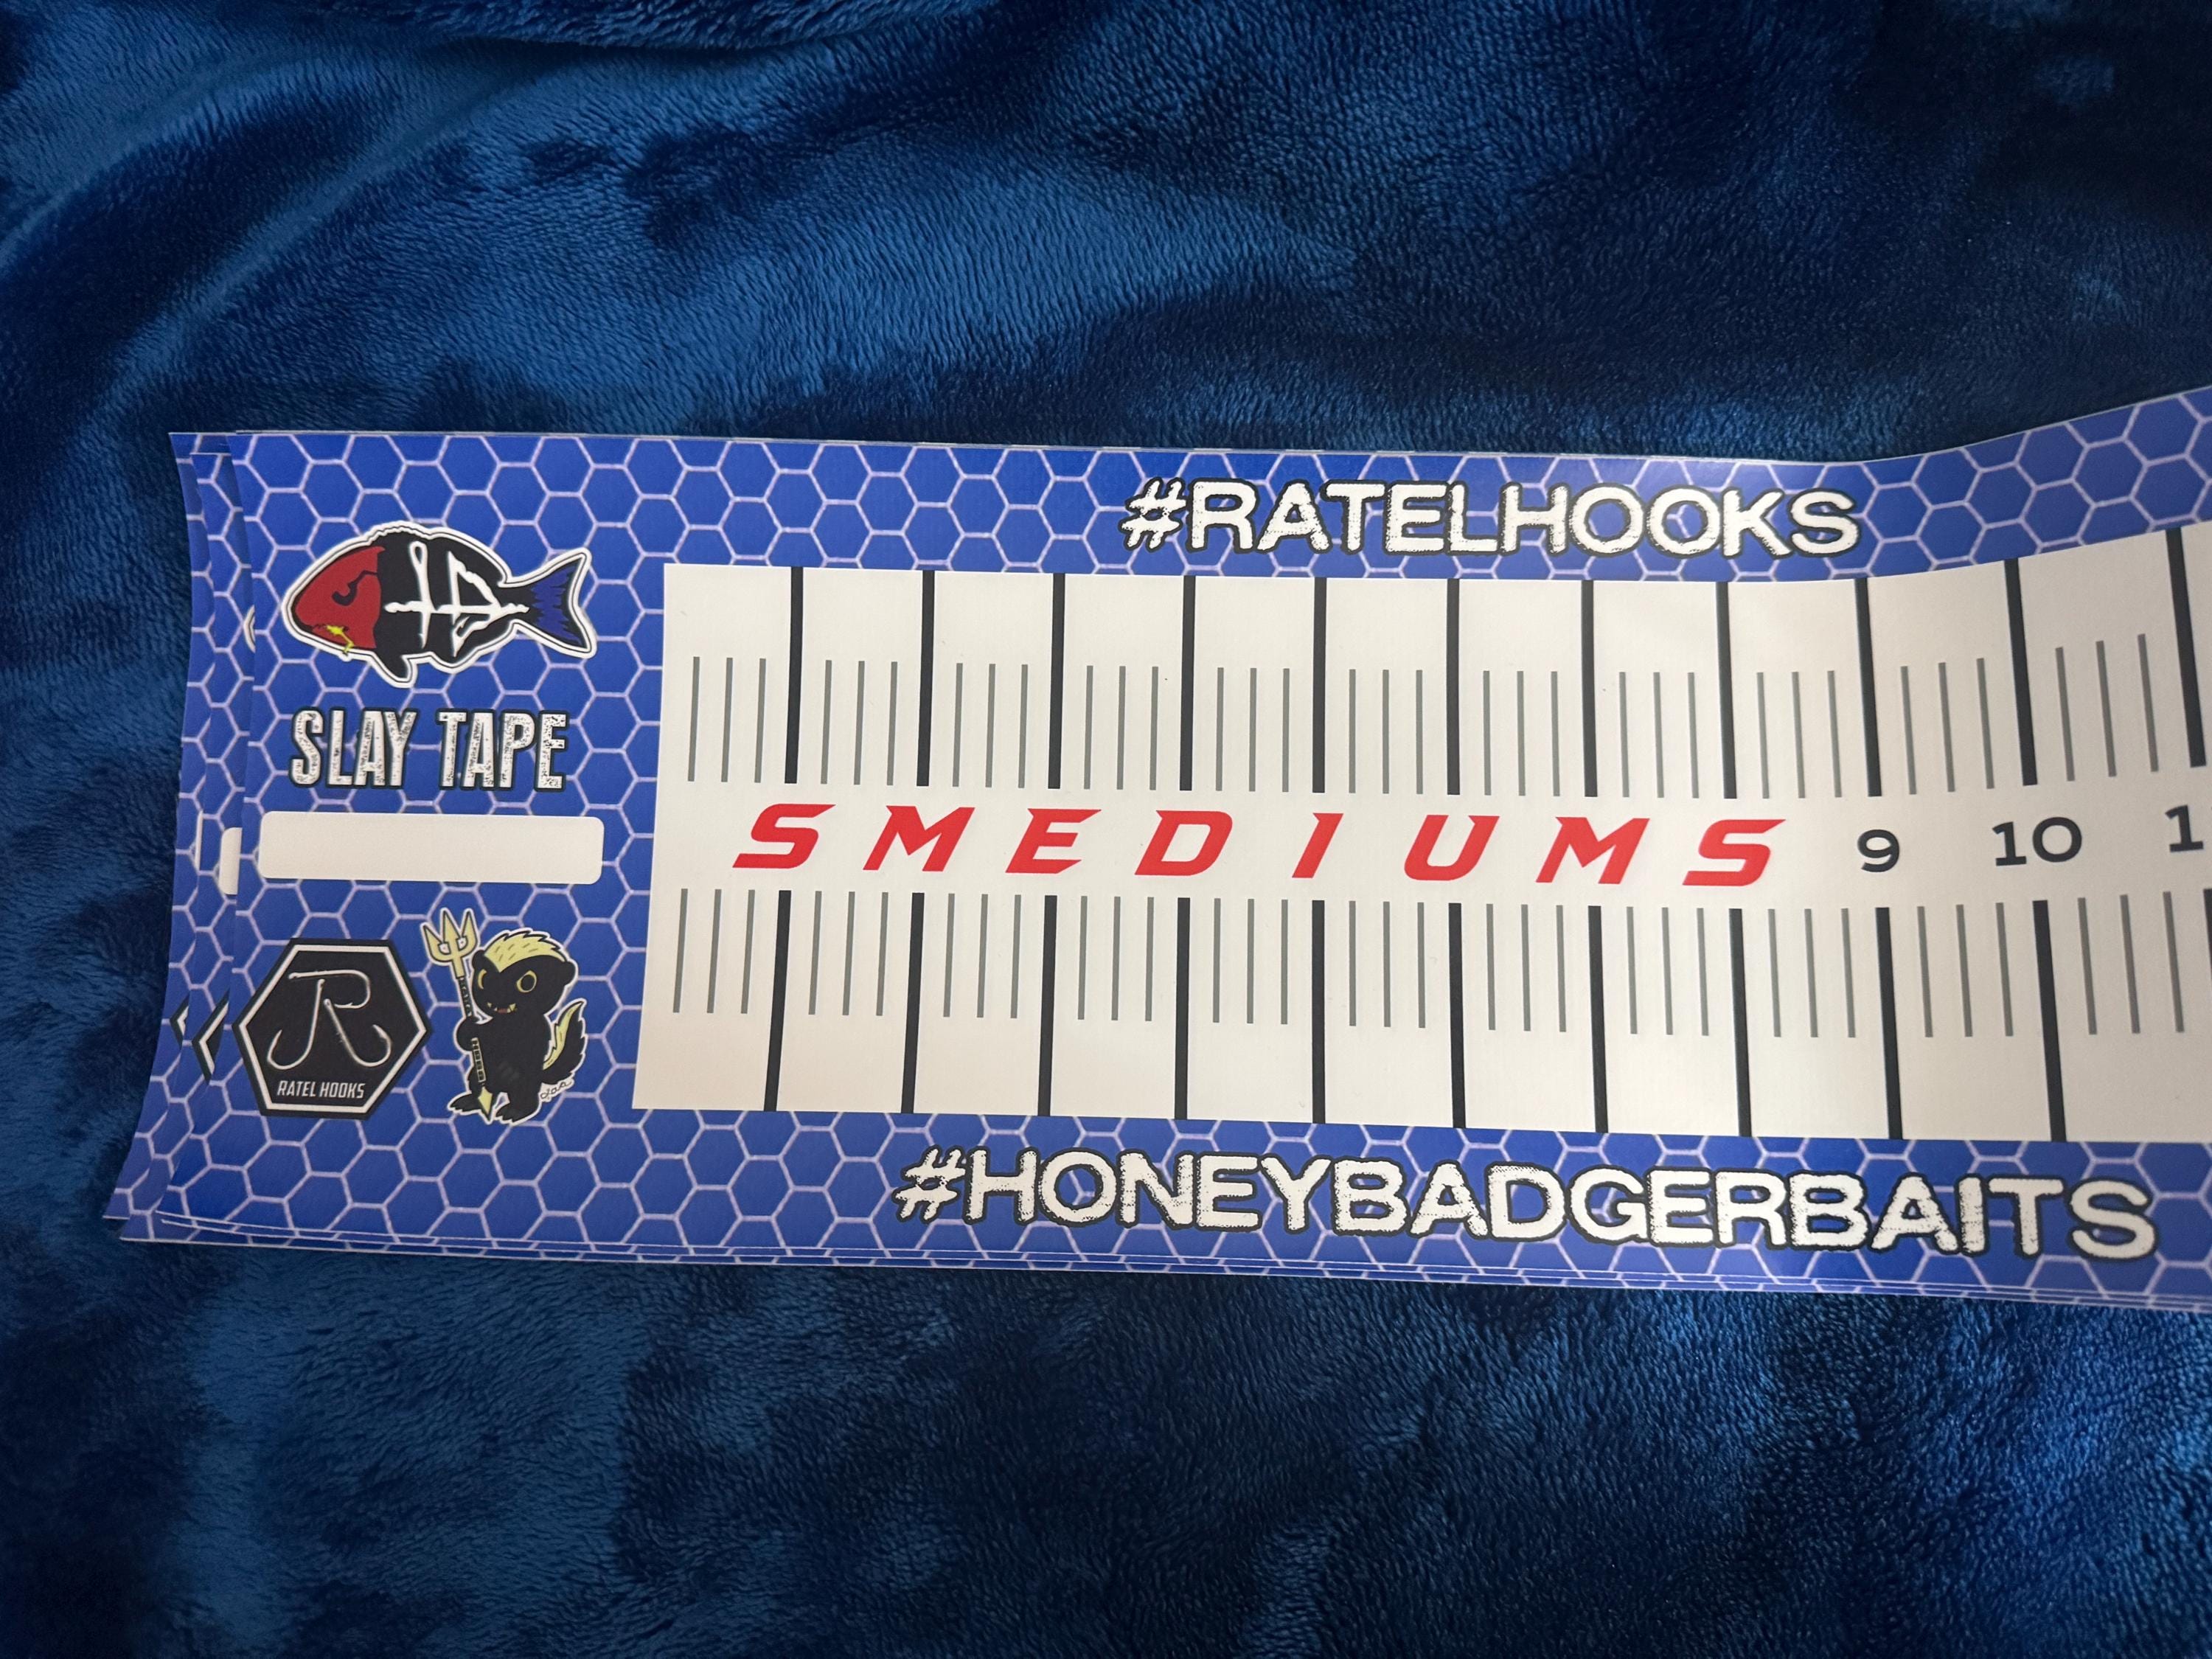 #RATELHOOKS
SLAY TAPE
SMEDIUMS 9 10
RATEL HOOKS
#HONEYBADGERBAITS